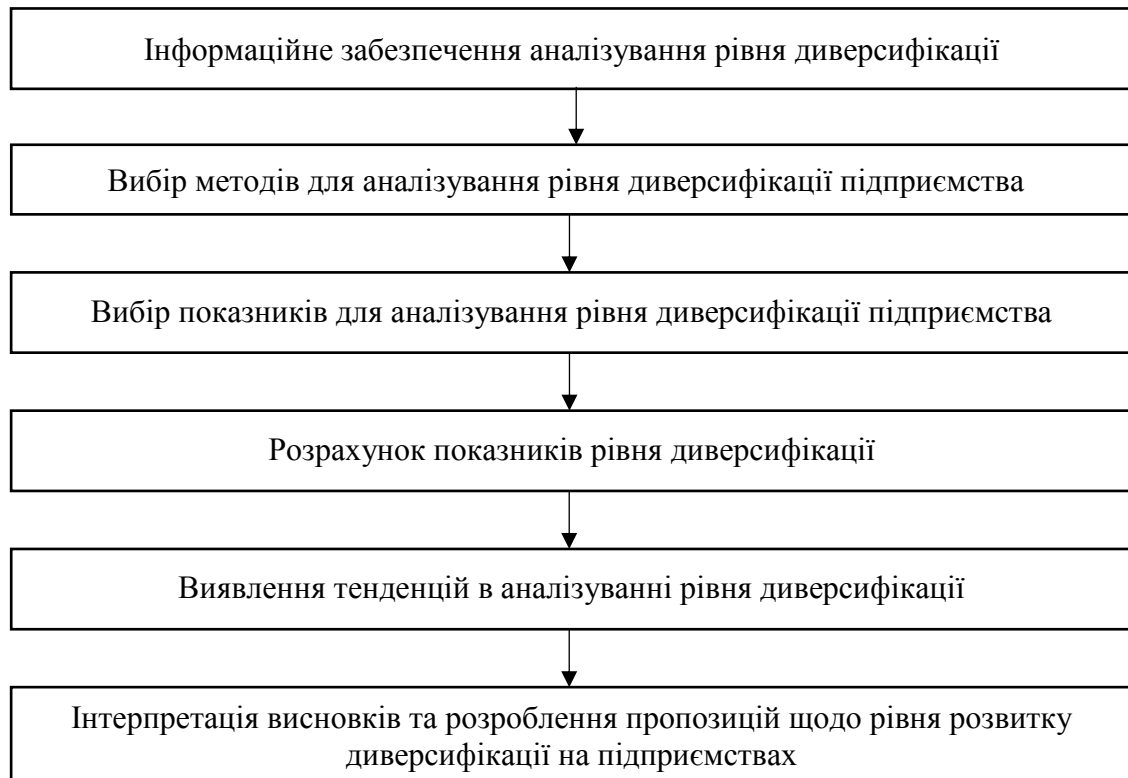 Інформаційне забезпечення аналізування рівня диверсифікації
Вибір методів для аналізування рівня диверсифікації підприємства
Вибір показників для аналізування рівня диверсифікації підприємства
Розрахунок показників рівня диверсифікації
Виявлення тенденцій в аналізуванні рівня диверсифікації
Інтерпретація висновків та розроблення пропозицій щодо рівня розвитку
диверсифікації на підприємствах